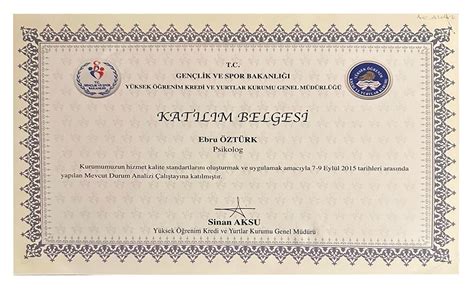 T.C.
GENÇLİK VE SPOR BAKANLIĞI
YÜKSEK ÖĞRENİM KREDİ VE YURTLAR KURUMU GENEL MÜDÜRLÜĞÜ
KATILIM BELGESİ
Ebru ÖZTÜRK
Psikolog
Kurumumuzun hizmet kalite standartlarını oluşturmak ve uygulamak amacıyla 7-9 Eylül 2015 tarihleri arasında
yapılan Mevcut Durum Analizi Çalıştayına katılmıştır.
Sinan AKSU
Yüksek Öğrenim Kredi ve Yurtlar Kurumu Genel Müdürü